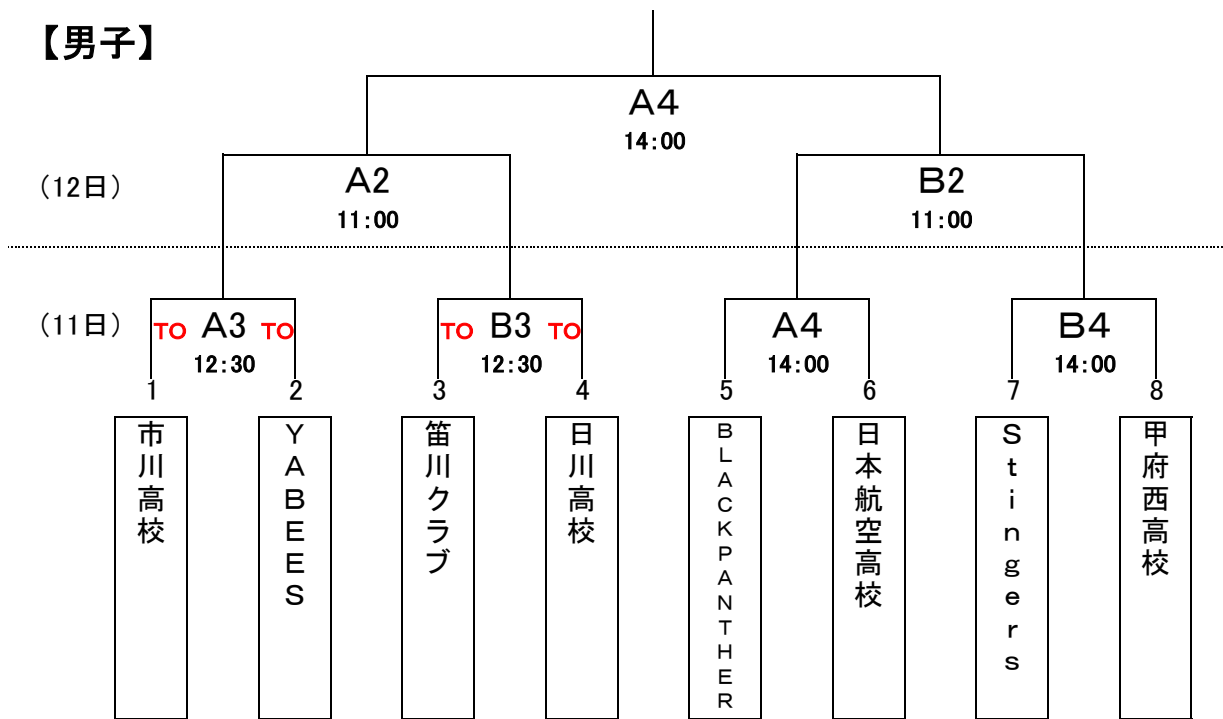 【男子】
A4
14:00
(12日)
A2
B2
11:00
11:00
(11日)
TO A3 TO
TO B3 TO
A4
B4
12:30
12:30
14:00
14:00
1
2
3
4
5
6
7
8
市川高校
YABEES
笛川クラブ
日川高校
BLACKPANTHER
日本航空高校
Stingers
甲府西高校